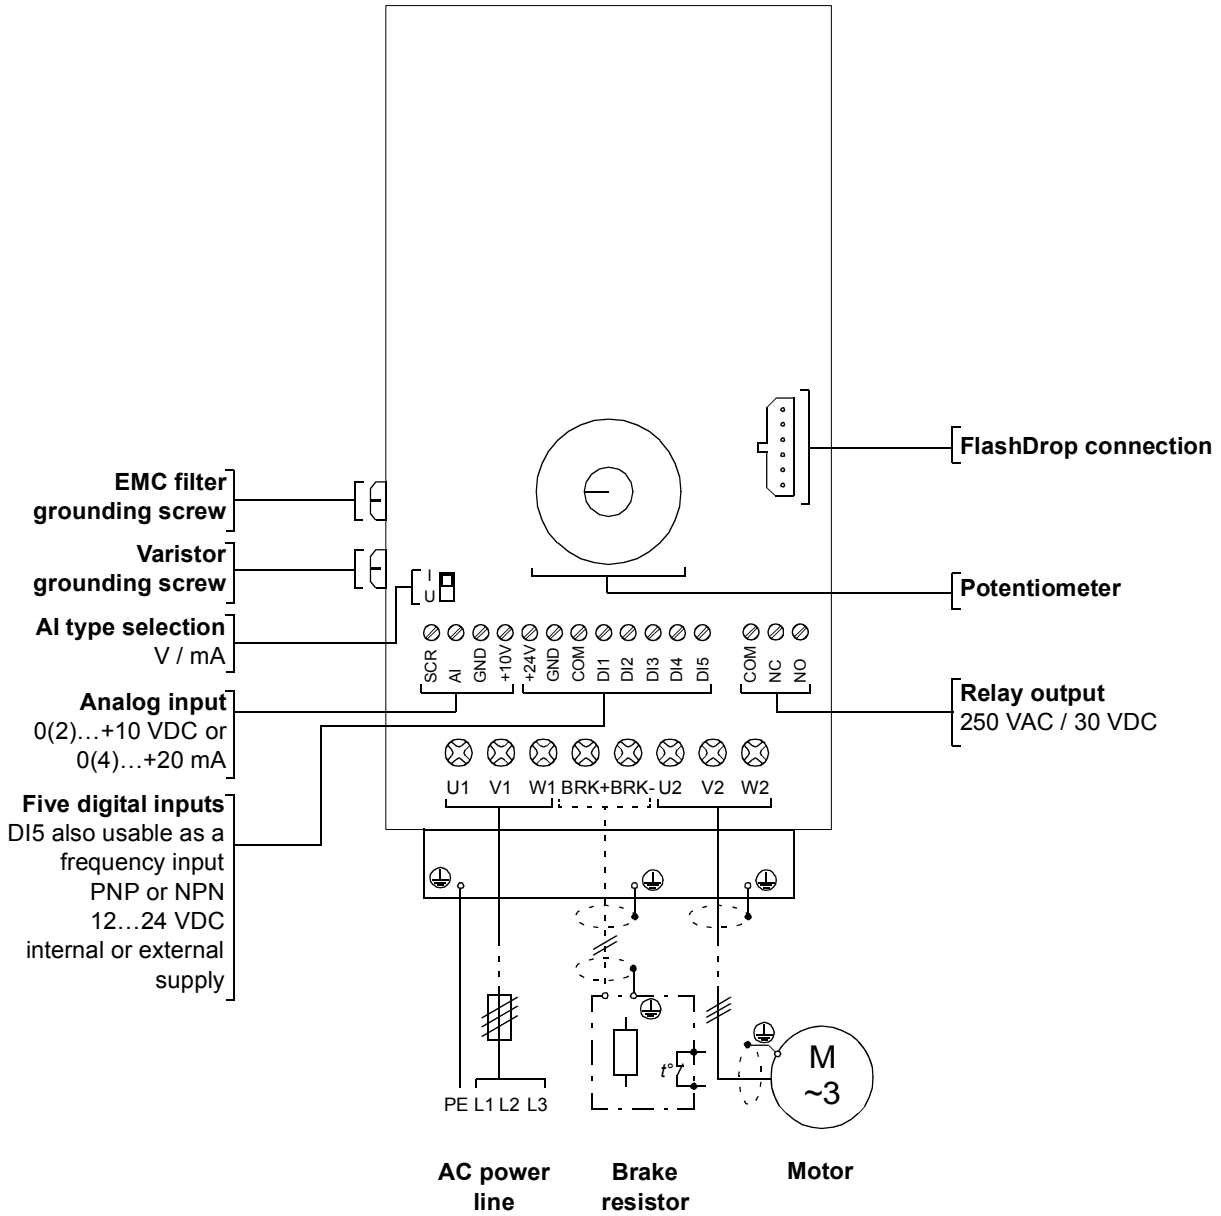 FlashDrop connection
EMC filter
grounding screw
Varistor
grounding screw
I
U
Potentiometer
AI type selection
V / mA
SCR
AI
GND
+10V
+24V
GND
COM
DI1
DI2
DI3
DI4
DI5
COM
NC
NO
Analog input
0(2)…+10 VDC or
0(4)…+20 mA
Relay output
250 VAC / 30 VDC
U1 V1 W1 BRK+ BRK- U2 V2 W2
Five digital inputs
DI5 also usable as a
frequency input
PNP or NPN
12…24 VDC
internal or external
supply
t°
M
~3
PE L1 L2 L3
AC power
line
Brake
resistor
Motor